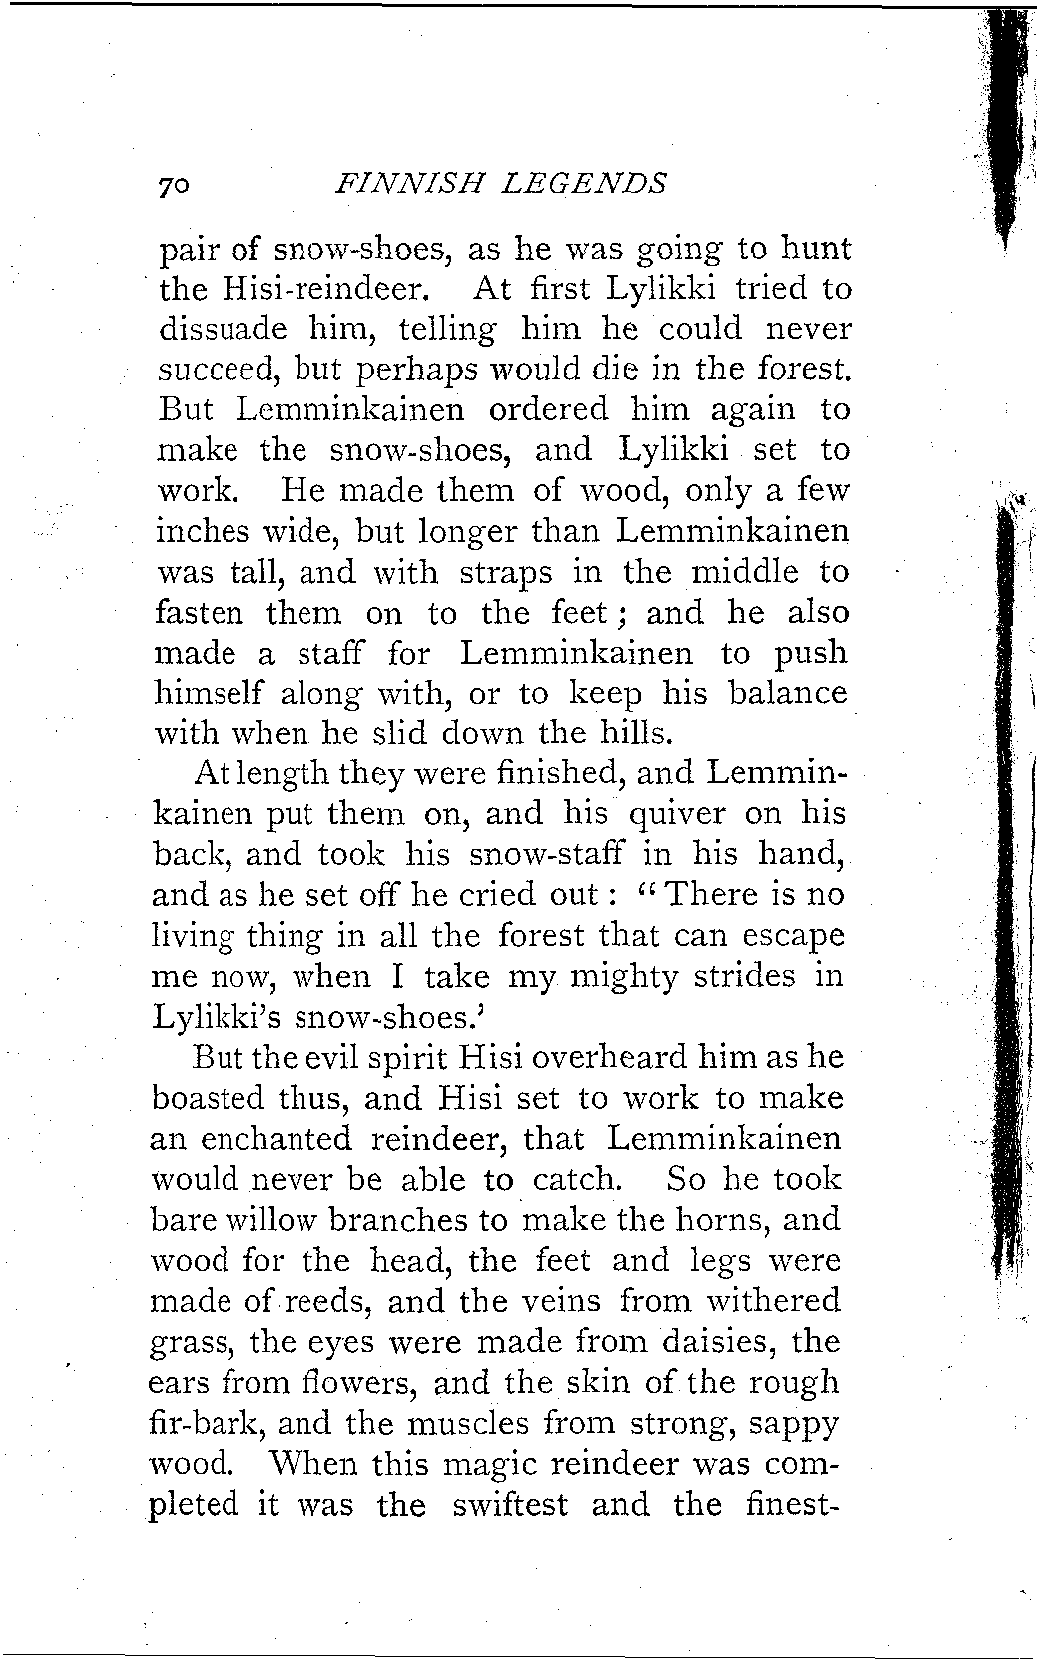 70 FINNISH LEGENDS
pair of snow-shoes, as he was going to hunt
the Hisi-reindeer. At first Lylikki tried to
dissuade him, telling him he could never
succeed, but perhaps would die in the forest.
But Lemminkainen ordered him again to
make the snow-shoes, and Lylikki set to
work. He made them of wood, only a few
inches wide, but longer than Lemminkainen
was tall, and with straps in the middle to
fasten them on to the feet ; and he also
made a staff for Lemminkainen to push
himself along with, or to keep his balance
with when he slid down the hills.
At length they were finished, and Lemmin-
kainen put them on, and his quiver on his
back, and took his snow-staff in his hand,
and as he set off he cried out : “ There is no
living thing in all the forest that can escape
me now, when I take my mighty strides in
Lylikki's snow-shoes.’
But the evil spirit Hisi overheard him as he
boasted thus, and Hisi set to work to make
an enchanted reindeer, that Lemminkainen
would never be able to catch. So he took
bare willow branches to make the horns, and
wood for the head, the feet and legs were
made of reeds, and the veins from withered
grass, the eyes were made from daisies, the
ears from flowers, and the skin of the rough
fir-bark, and the muscles from strong, sappy
wood. When this magic reindeer was com-
pleted it was the swiftest and the finest-